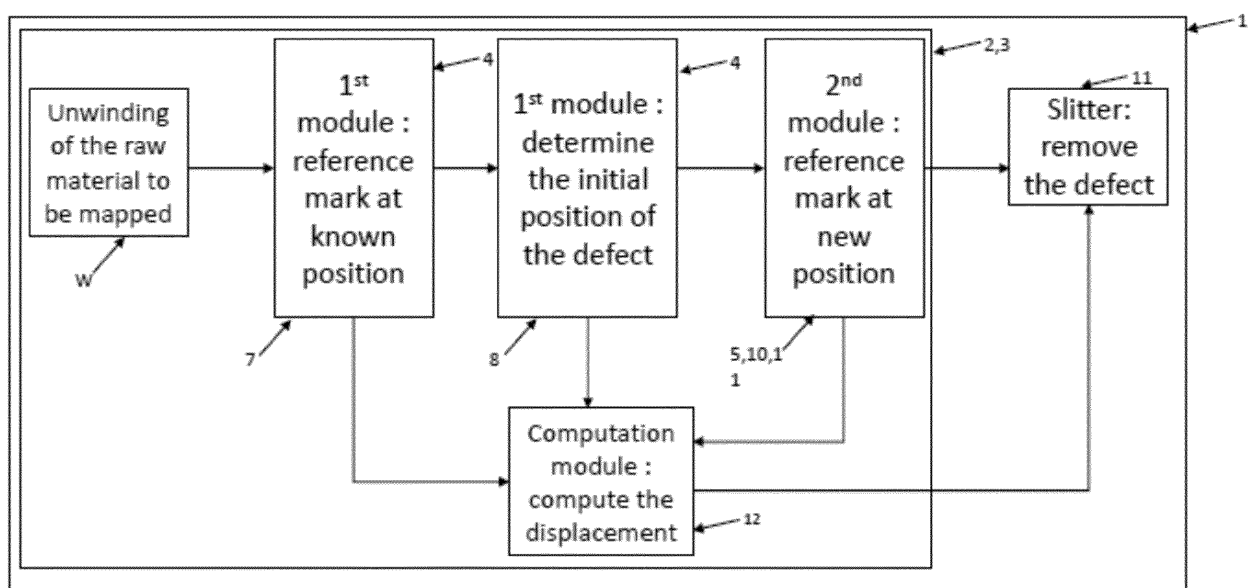 1
2,3
Unwinding
of the raw
material to
be mapped
W
1st
module :
reference
mark at
known
position
4
7
1st module :
determine
the initial
position of
the defect
4
8
2nd
module :
reference
mark at
new
position
5,10,1
1
11
Slitter:
remove
the defect
Computation
module :
compute the
displacement
12